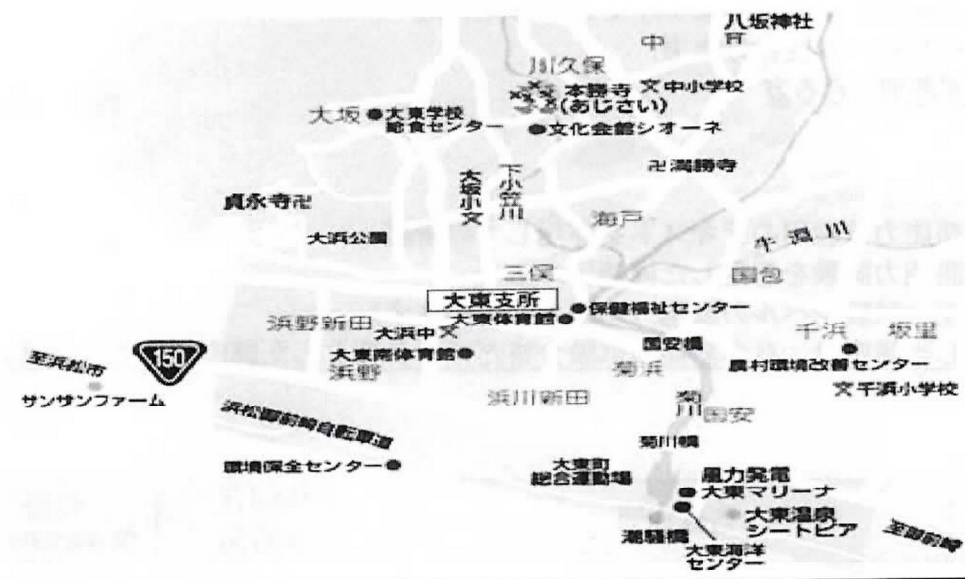 八坂神社
中
川久保
本勝寺
(あじさい)
文中小学校
大坂
大東学校
給食センター
文化会館シオーネ
卍満勝寺
大坂小文
下小笠川
貞永寺卍
大浜公園
海戸
牛淵川
三俣
国包
大東支所
保健福祉センター
大東体育館
浜野新田
大浜中文
大東南体育館
浜野
国安橋
千浜
坂里
農村環境改善センター
文千浜小学校
150
至浜松市
サンサンファーム
菊浜
浜川新田
菊川
国安
浜松御前崎自転車道
菊川橋
環境保全センター
大東町
総合運動場
風力発電
大東マリーナ
大東温泉
シートピア
潮騒橋
大東海洋
センター
至御前崎